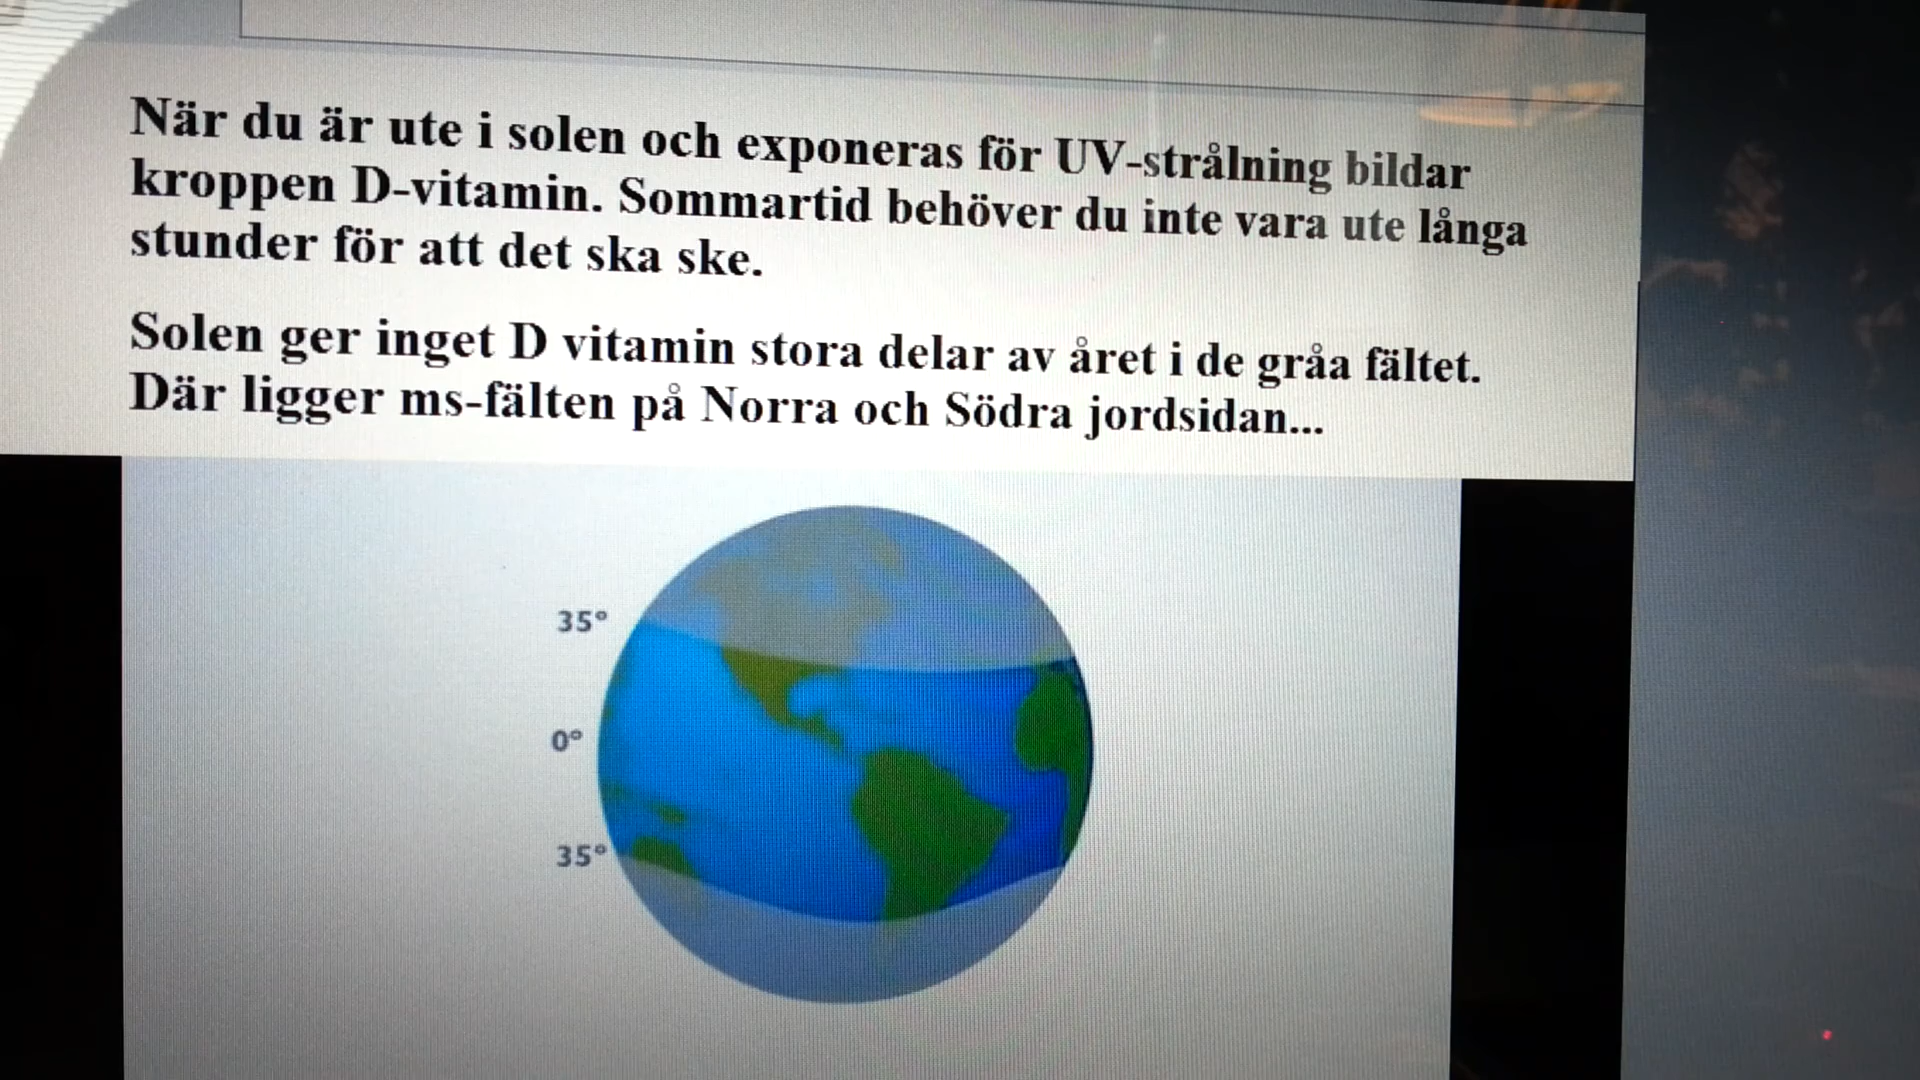 När du är ute i solen och exponeras för UV-strålning bildar
kroppen D-vitamin. Sommartid behöver du inte vara ute långa
stunder för att det ska ske.
Solen ger inget D vitamin stora delar av året i de gråa fältet.
Där ligger ms-fälten på Norra och Södra jordsidan...
35°
0°
35°